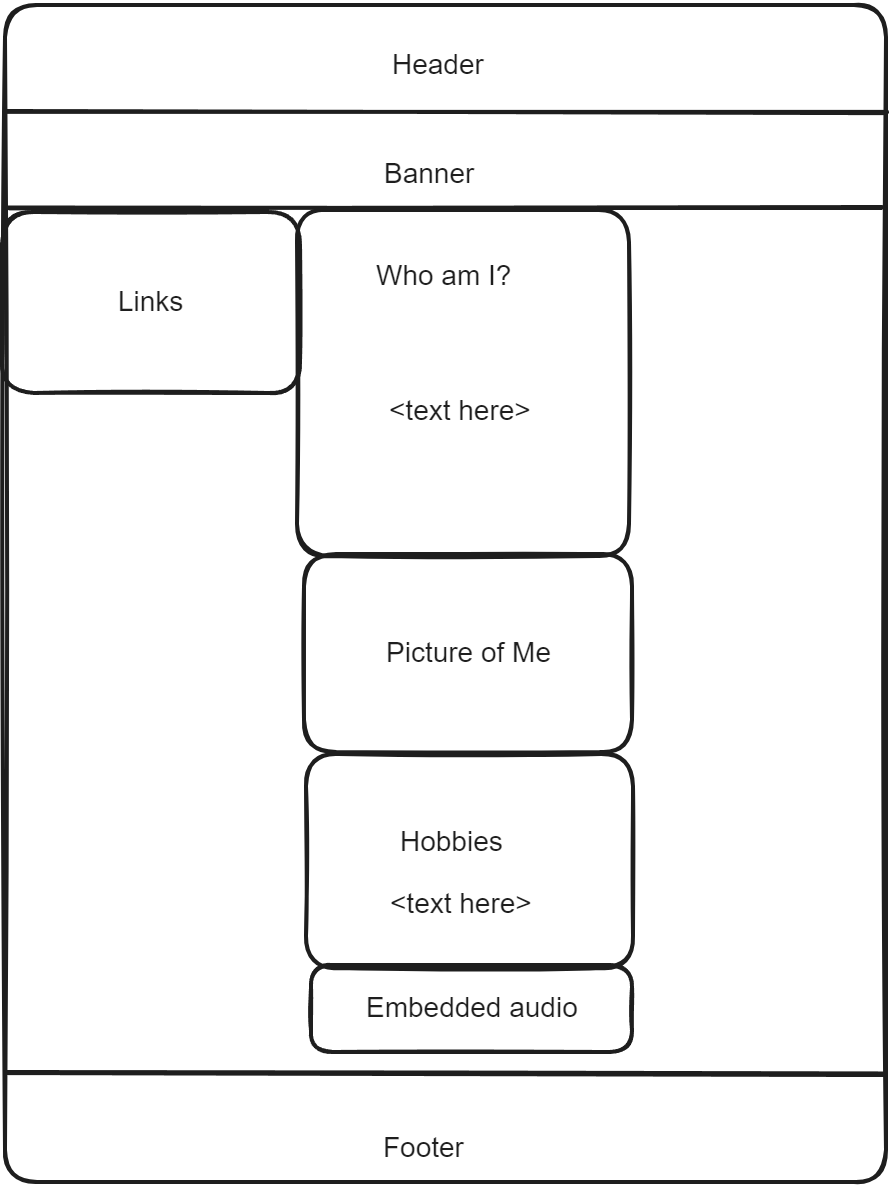 Header
Banner
Links
Who am I?
<text here>
Picture of Me
Hobbies
<text here>
Embedded audio
Footer